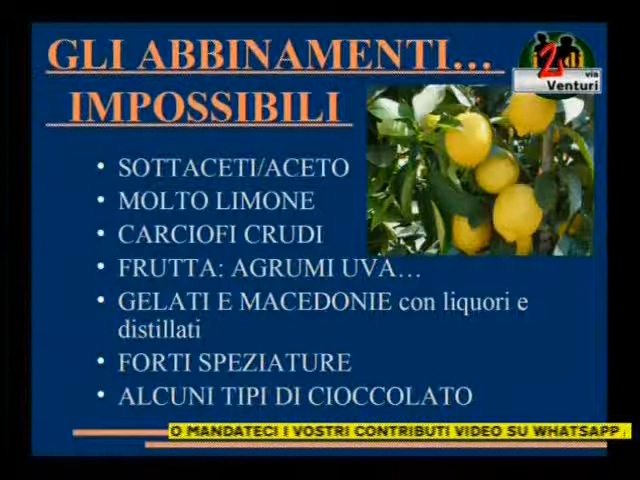 GLI ABBINAMENTI...
IMPOSSIBILI
2
via
Venturi
• SOTTACETI/ACETO
• MOLTO LIMONE
• CARCIOFI CRUDI
• FRUTTA: AGRUMI UVA...
• GELATI E MACEDONIE con liquori e
distillati
• FORTI SPEZIATURE
• ALCUNI TIPI DI CIOCCOLATO
O MANDATECI I VOSTRI CONTRIBUTI VIDEO SU WHATSAPP